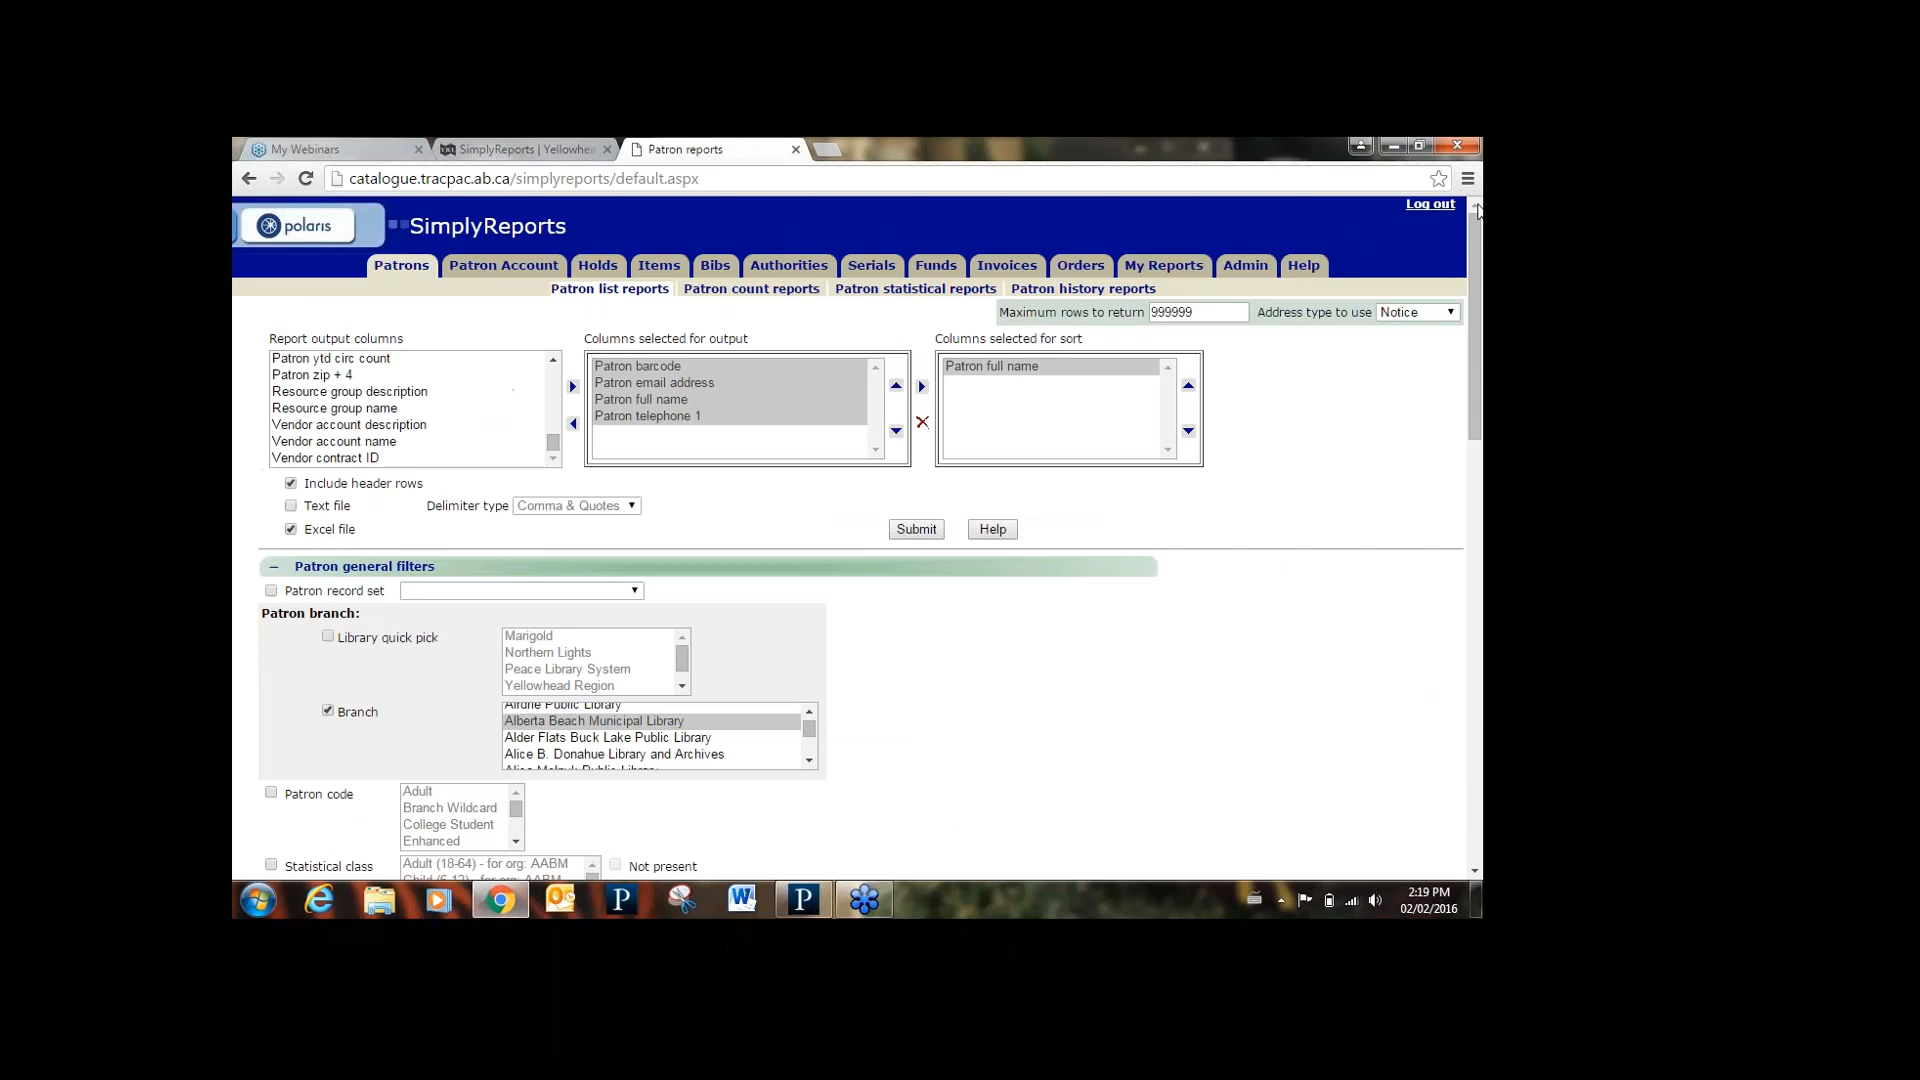 My Webinars
SimplyReports | Yellowhea
Patron reports
catalogue.tracpac.ab.ca/simplyreports/default.aspx
Log out
polaris
SimplyReports
Patrons Patron Account Holds Items Bibs Authorities Serials Funds Invoices Orders My Reports Admin Help
Patron list reports Patron count reports Patron statistical reports Patron history reports
Maximum rows to return 999999 Address type to use Notice
Report output columns
Columns selected for output
Columns selected for sort
Patron ytd circ count
Patron zip + 4
Resource group description
Resource group name
Vendor account description
Vendor account name
Vendor contract ID
Patron barcode
Patron email address
Patron full name
Patron telephone 1
Patron full name
Include header rows
Text file Delimiter type Comma & Quotes
Excel file
Submit Help
Patron general filters
Patron record set
Patron branch:
Library quick pick
Marigold
Northern Lights
Peace Library System
Yellowhead Region
Branch
Airdrie Public Library
Alberta Beach Municipal Library
Alder Flats Buck Lake Public Library
Alice B. Donahue Library and Archives
Patron code
Adult
Branch Wildcard
College Student
Enhanced
Statistical class
Adult (18-64) - for org: AABM
Not present
2:19 PM
02/02/2016